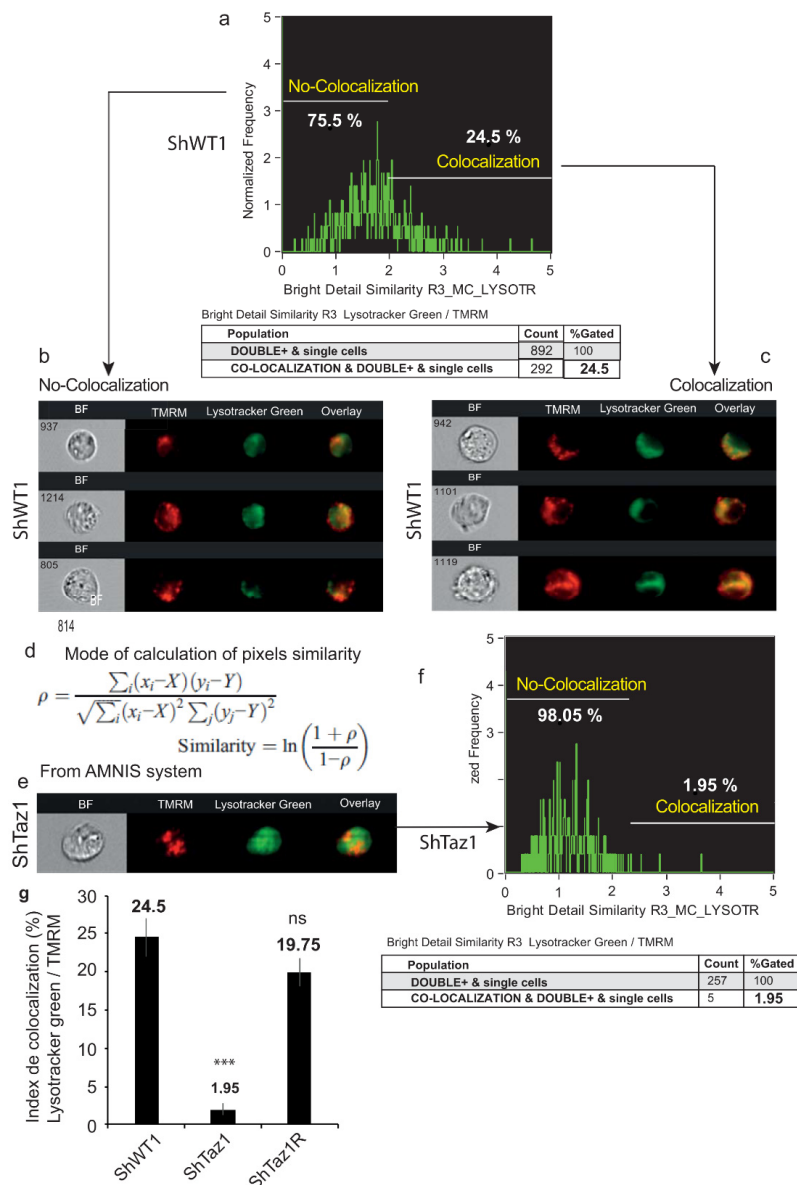 a
5
4
3
2
1
0
Normalized Frequency
No-Colocalization
75.5 %
24.5 %
Colocalization
ShWT1
0 1 2 3 4 5
Bright Detail Similarity R3_MC_LYSOTR
Bright Detail Similarity R3 Lysotracker Green / TMRM
Population Count %Gated
DOUBLE+ & single cells 892 100
CO-LOCALIZATION & DOUBLE+ & single cells 292 24.5
b
No-Colocalization
BF TMRM Lysotracker Green Overlay
937
BF
1214
BF
805
BF
814
ShWT1
c
Colocalization
BF TMRM Lysotracker Green Overlay
942
BF
1101
BF
1119
ShWT1
d
Mode of calculation of pixels similarity
ρ = ∑i(xi–X)(yi–Y) / √∑i(xi–X)² ∑j(yj–Y)²
Similarity = ln((1 + ρ)/(1–ρ))
From AMNIS system
e
BF TMRM Lysotracker Green Overlay
ShTaz1
f
5
4
3
2
1
0
zed Frequency
No-Colocalization
98.05 %
1.95 %
Colocalization
ShTaz1
0 1 2 3 4 5
Bright Detail Similarity R3_MC_LYSOTR
Bright Detail Similarity R3 Lysotracker Green / TMRM
Population Count %Gated
DOUBLE+ & single cells 257 100
CO-LOCALIZATION & DOUBLE+ & single cells 5 1.95
g
Index de colocalization (%)
Lysotracker green / TMRM
30
25
20
15
10
5
0
24.5
***
1.95
ns
19.75
ShWT1
ShTaz1
ShTaz1R